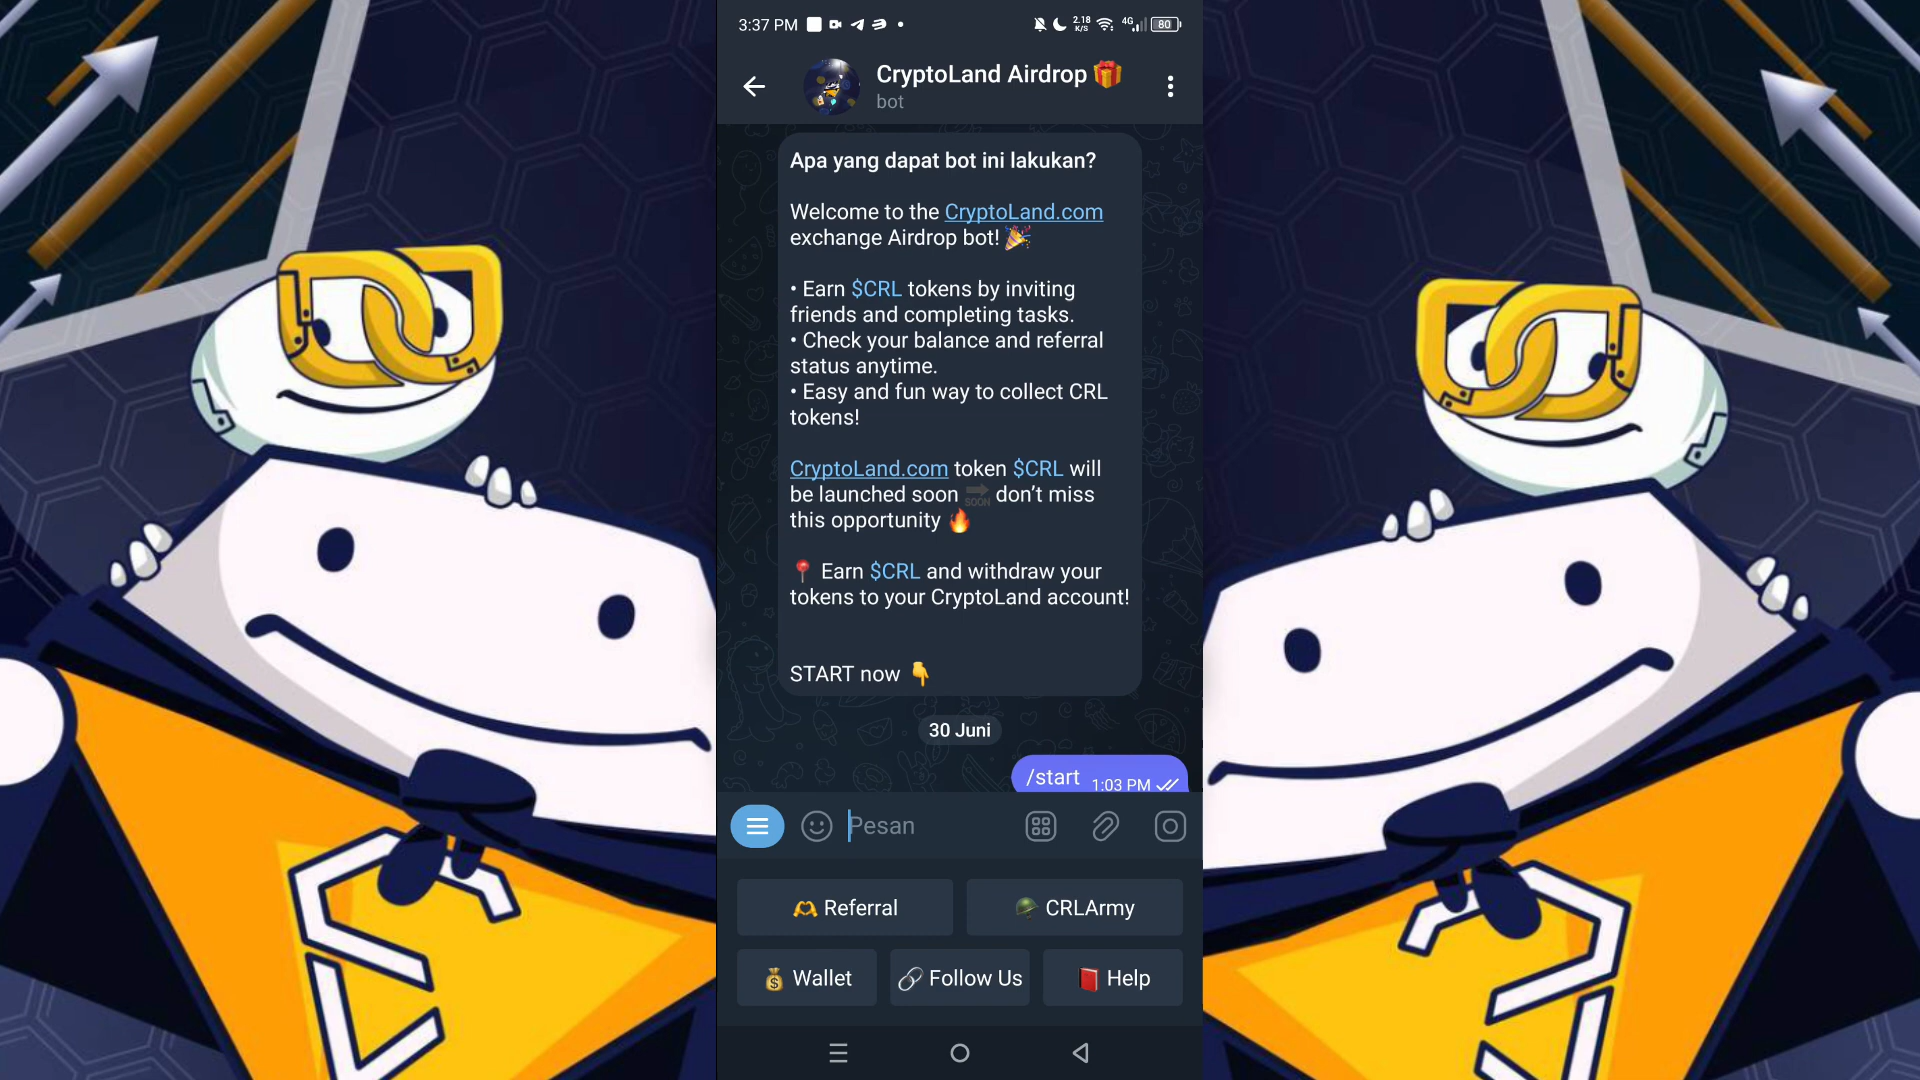 3:37 PM
2.18
K/S
4G
80
CryptoLand Airdrop 🎁
bot
Apa yang dapat bot ini lakukan?
Welcome to the CryptoLand.com
exchange Airdrop bot! 🎉
• Earn $CRL tokens by inviting
friends and completing tasks.
• Check your balance and referral
status anytime.
• Easy and fun way to collect CRL
tokens!
CryptoLand.com token $CRL will
be launched soon 🔜 don’t miss
this opportunity 🔥
📍 Earn $CRL and withdraw your
tokens to your CryptoLand account!
START now 👇
30 Juni
/start 1:03 PM
Pesan
🫶 Referral
🪖 CRLArmy
💰 Wallet
🔗 Follow Us
📕 Help